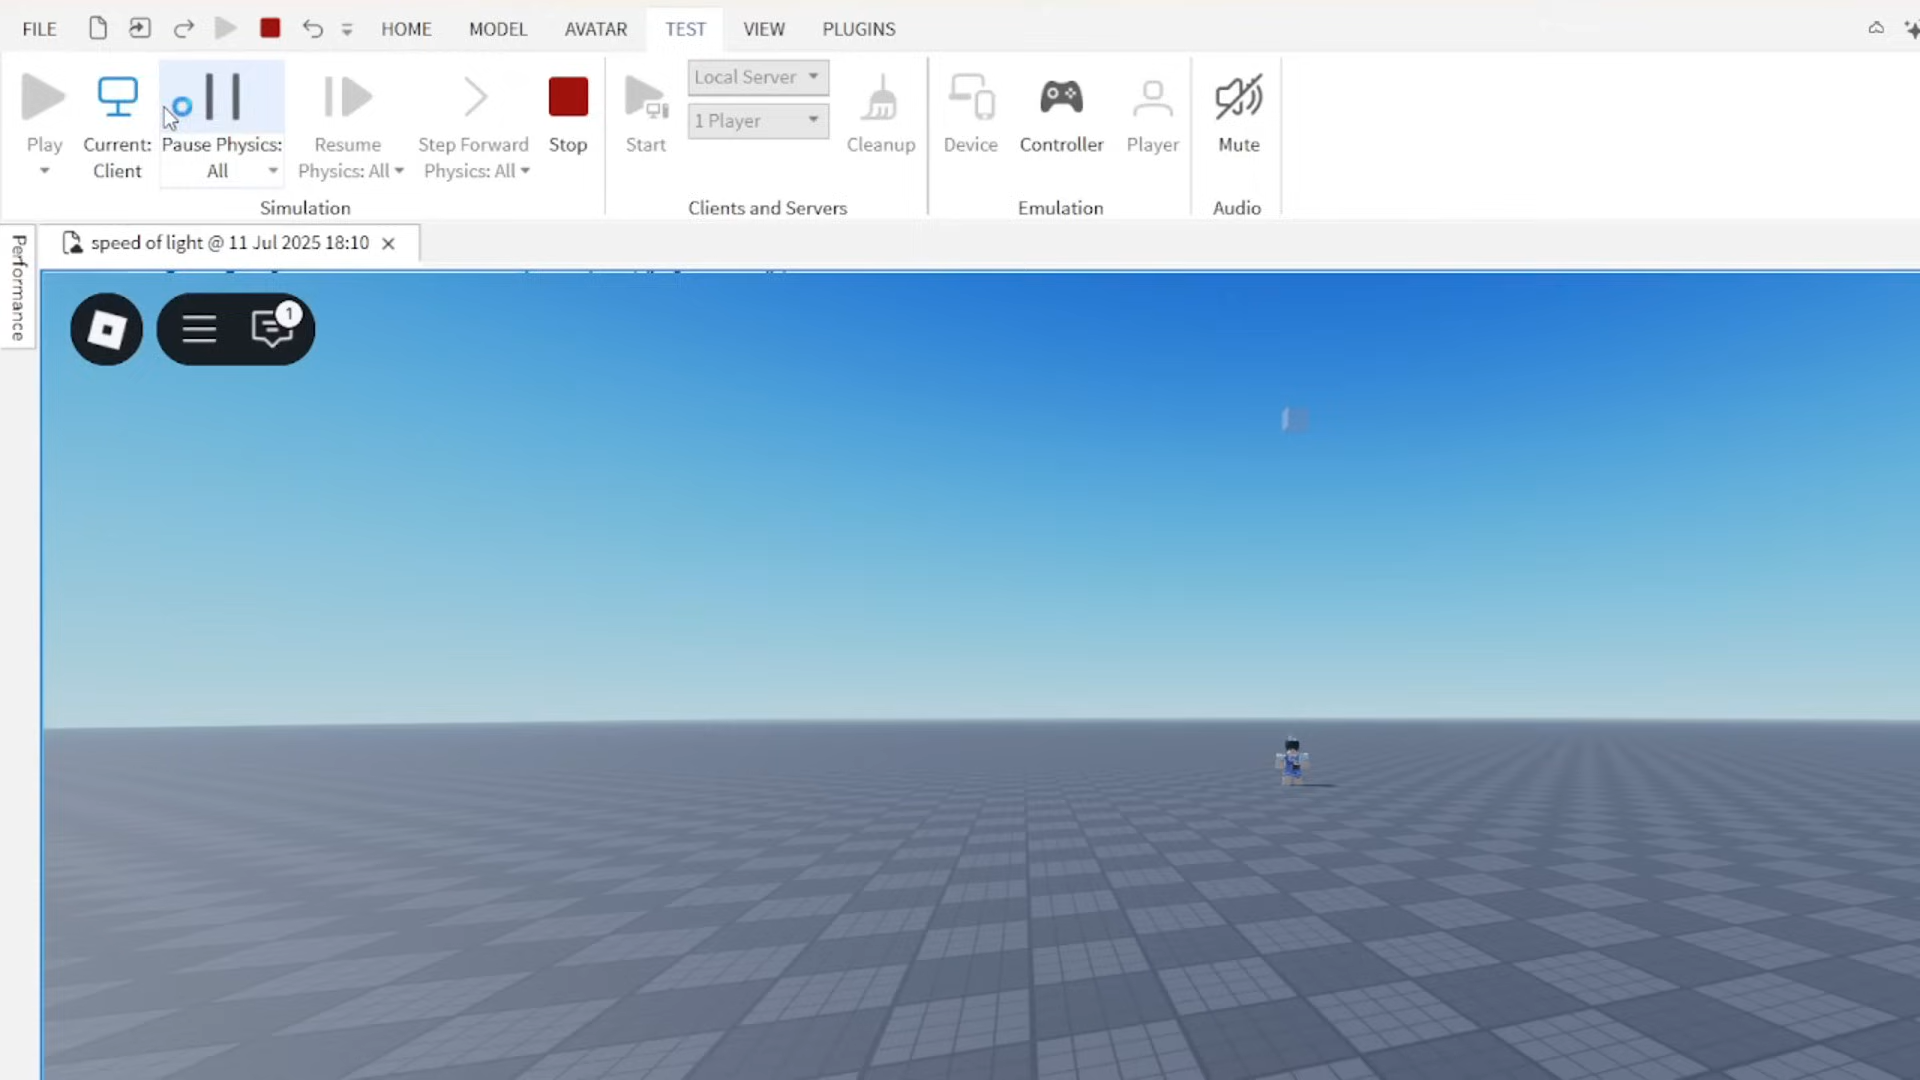 FILE HOME MODEL AVATAR TEST VIEW PLUGINS
Play
Current:
Client
Pause Physics:
All
Resume
Physics: All
Step Forward
Physics: All
Stop
Simulation
Start
Local Server
1 Player
Cleanup
Clients and Servers
Device
Controller
Player
Emulation
Mute
Audio
Performance
speed of light @ 11 Jul 2025 18:10
1